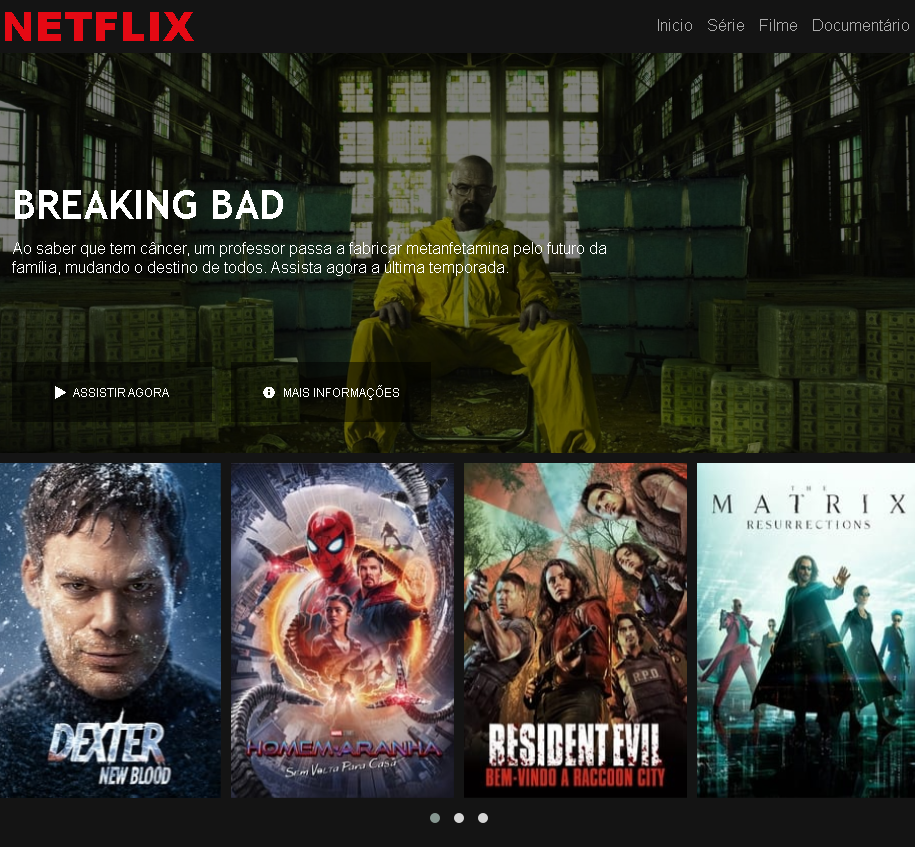 NETFLIX
Inicio Série Filme Documentário
BREAKING BAD
Ao saber que tem câncer, um professor passa a fabricar metanfetamina pelo futuro da
família, mudando o destino de todos. Assista agora a última temporada.
ASSISTIR AGORA
MAIS INFORMAÇÕES
DEXTER
NEW BLOOD
HOMEM-ARANHA
Sem Volta Para Casa
R.P.D.
RESIDENT EVIL
BEM-VINDO A RACCOON CITY
THE
MATRIX
RESURRECTIONS